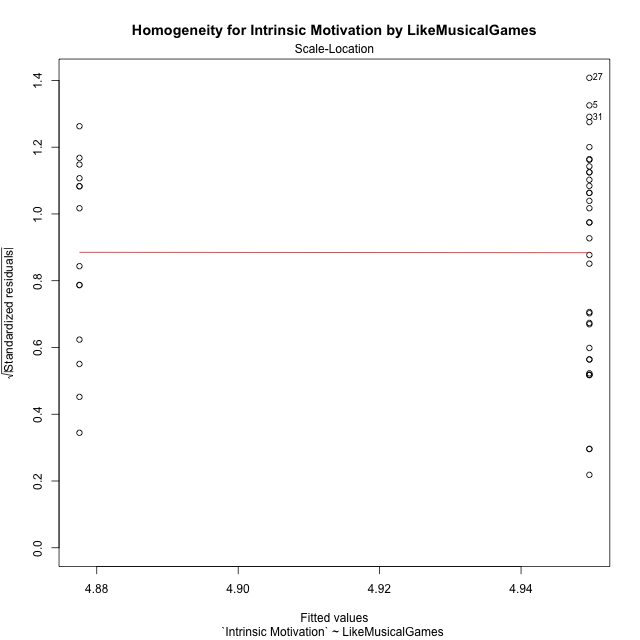 Homogeneity for Intrinsic Motivation by LikeMusicalGames
Scale-Location
√|Standardized residuals|
1.4
1.2
1.0
0.8
0.6
0.4
0.2
0.0
27
5
31
4.88 4.90 4.92 4.94
Fitted values
`Intrinsic Motivation` ~ LikeMusicalGames